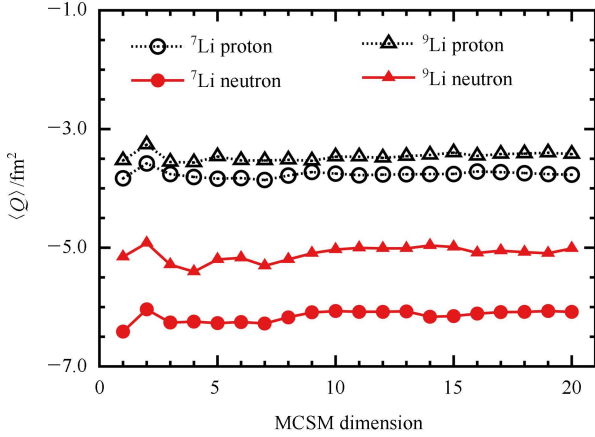 −1.0
−3.0
−5.0
−7.0
⟨Q⟩/fm²
⁷Li proton
⁹Li proton
⁷Li neutron
⁹Li neutron
0 5 10 15 20
MCSM dimension